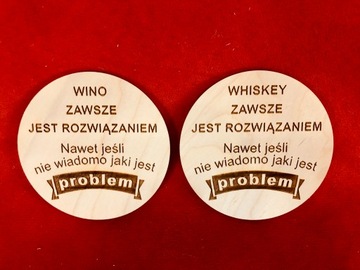 WINO
ZAWSZE
JEST ROZWIĄZANIEM
Nawet jeśli
nie wiadomo jaki jest
problem
WHISKEY
ZAWSZE
JEST ROZWIĄZANIEM
Nawet jeśli
nie wiadomo jaki jest
problem